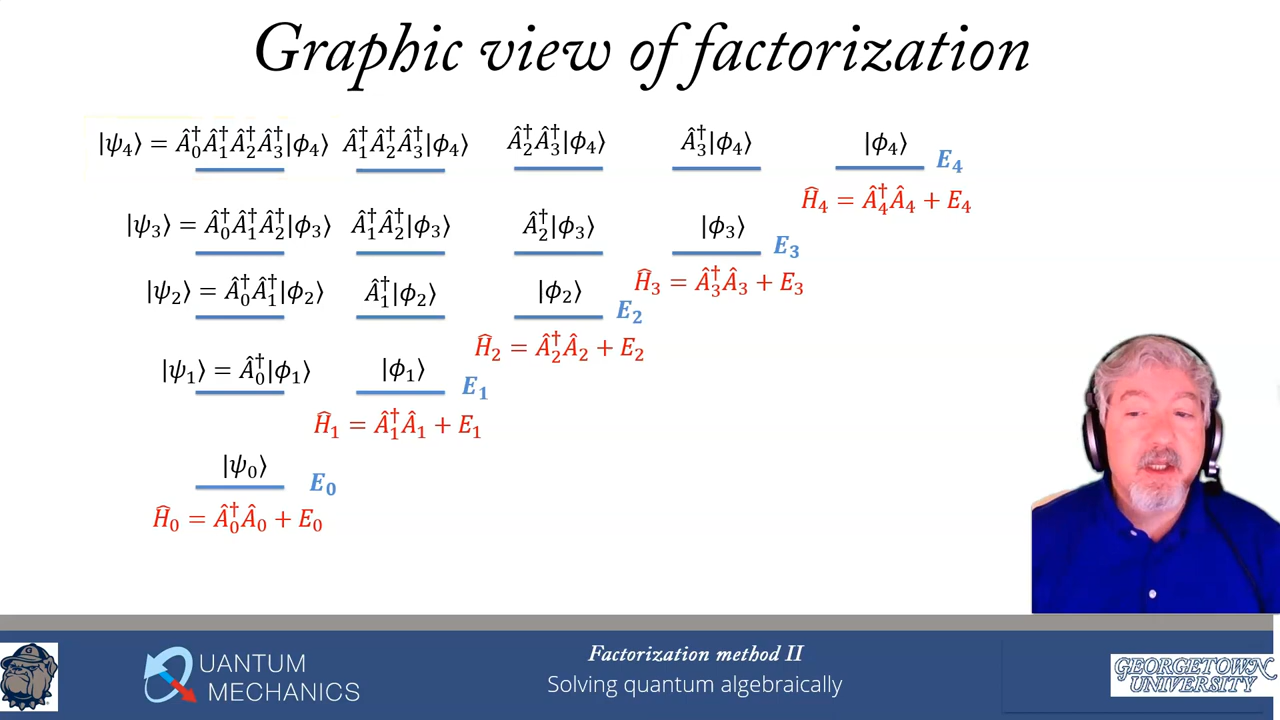 Graphic view of factorization
|ψ₄⟩ = Â₀†Â₁†Â₂†Â₃†|ϕ₄⟩ Â₁†Â₂†Â₃†|ϕ₄⟩ Â₂†Â₃†|ϕ₄⟩ Â₃†|ϕ₄⟩ |ϕ₄⟩ E₄
Ĥ₄ = Â₄†Â₄ + E₄
|ψ₃⟩ = Â₀†Â₁†Â₂†|ϕ₃⟩ Â₁†Â₂†|ϕ₃⟩ Â₂†|ϕ₃⟩ |ϕ₃⟩ E₃
Ĥ₃ = Â₃†Â₃ + E₃
|ψ₂⟩ = Â₀†Â₁†|ϕ₂⟩ Â₁†|ϕ₂⟩ |ϕ₂⟩ E₂
Ĥ₂ = Â₂†Â₂ + E₂
|ψ₁⟩ = Â₀†|ϕ₁⟩ |ϕ₁⟩ E₁
Ĥ₁ = Â₁†Â₁ + E₁
|ψ₀⟩ E₀
Ĥ₀ = Â₀†Â₀ + E₀
QUANTUM
MECHANICS
Factorization method II
Solving quantum algebraically
GEORGETOWN
UNIVERSITY